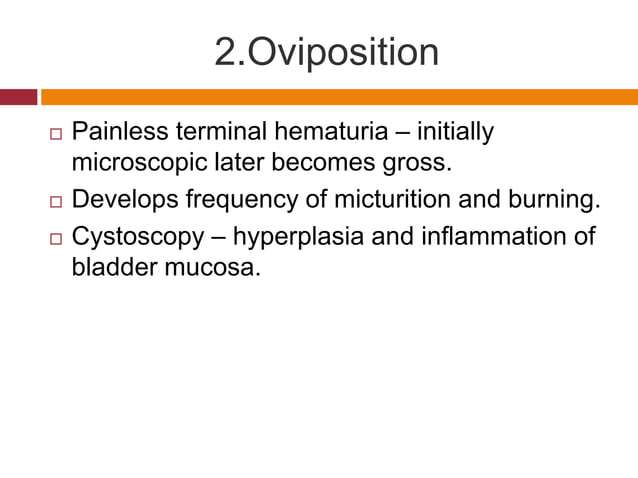 2.Oviposition
□ Painless terminal hematuria – initially
microscopic later becomes gross.
□ Develops frequency of micturition and burning.
□ Cystoscopy – hyperplasia and inflammation of
bladder mucosa.